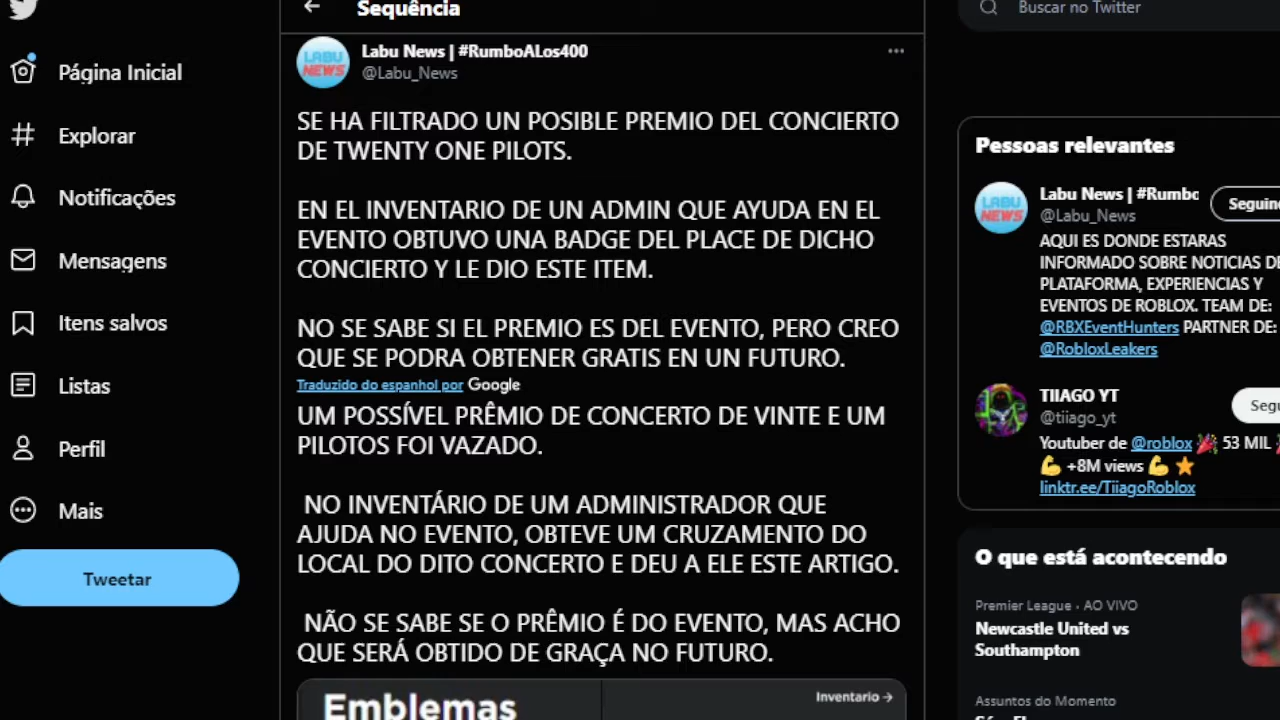 Sequência
Buscar no Twitter
Página Inicial
Explorar
Notificações
Mensagens
Itens salvos
Listas
Perfil
Mais
Tweetar
LABU NEWS
Labu News | #RumboALos400
@Labu_News
SE HA FILTRADO UN POSIBLE PREMIO DEL CONCIERTO
DE TWENTY ONE PILOTS.
EN EL INVENTARIO DE UN ADMIN QUE AYUDA EN EL
EVENTO OBTUVO UNA BADGE DEL PLACE DE DICHO
CONCIERTO Y LE DIO ESTE ITEM.
NO SE SABE SI EL PREMIO ES DEL EVENTO, PERO CREO
QUE SE PODRA OBTENER GRATIS EN UN FUTURO.
Traduzido do espanhol por Google
UM POSSÍVEL PRÊMIO DE CONCERTO DE VINTE E UM
PILOTOS FOI VAZADO.
NO INVENTÁRIO DE UM ADMINISTRADOR QUE
AJUDA NO EVENTO, OBTEVE UM CRUZAMENTO DO
LOCAL DO DITO CONCERTO E DEU A ELE ESTE ARTIGO.
NÃO SE SABE SE O PRÊMIO É DO EVENTO, MAS ACHO
QUE SERÁ OBTIDO DE GRAÇA NO FUTURO.
Emblemas
Inventario →
Pessoas relevantes
LABU NEWS
Labu News | #Rumbo
@Labu_News
Seguin
AQUI ES DONDE ESTARAS
INFORMADO SOBRE NOTICIAS DE
PLATAFORMA, EXPERIENCIAS Y
EVENTOS DE ROBLOX. TEAM DE:
@RBXEventHunters PARTNER DE:
@RobloxLeakers
TIIAGO YT
@tiiago_yt
Segu
Youtuber de @roblox 🎉 53 MIL
💪 +8M views 💪 ⭐
linktr.ee/TiiagoRoblox
O que está acontecendo
Premier League · AO VIVO
Newcastle United vs
Southampton
Assuntos do Momento